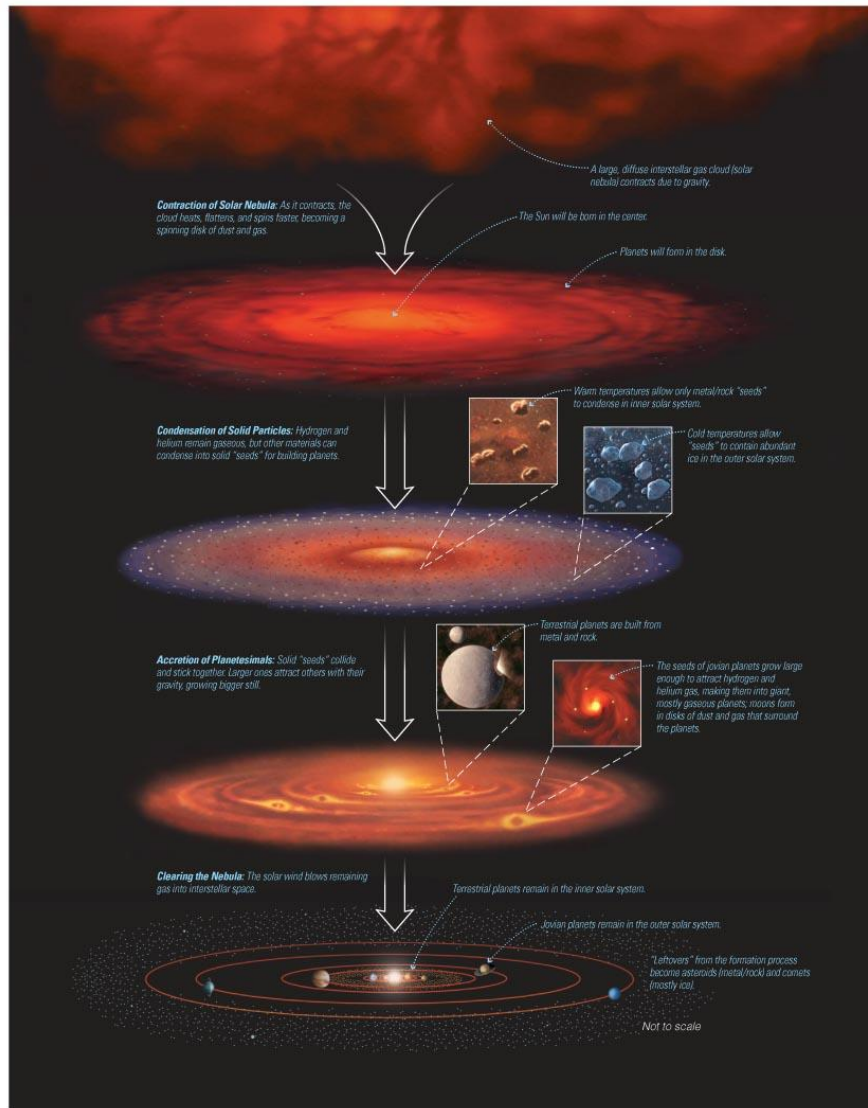 A large, diffuse interstellar gas cloud (solar
nebula) contracts due to gravity.
Contraction of Solar Nebula: As it contracts, the
cloud heats, flattens, and spins faster, becoming a
spinning disk of dust and gas.
The Sun will be born in the center.
Planets will form in the disk.
Warm temperatures allow only metal/rock "seeds"
to condense in inner solar system.
Condensation of Solid Particles: Hydrogen and
helium remain gaseous, but other materials can
condense into solid "seeds" for building planets.
Cold temperatures allow
"seeds" to contain abundant
ice in the outer solar system.
Terrestrial planets are built from
metal and rock.
Accretion of Planetesimals: Solid "seeds" collide
and stick together. Larger ones attract others with their
gravity, growing bigger still.
The seeds of jovian planets grow large
enough to attract hydrogen and
helium gas, making them into giant,
mostly gaseous planets; moons form
in disks of dust and gas that surround
the planets.
Clearing the Nebula: The solar wind blows remaining
gas into interstellar space.
Terrestrial planets remain in the inner solar system.
Jovian planets remain in the outer solar system.
"Leftovers" from the formation process
become asteroids (metal/rock) and comets
(mostly ice).
Not to scale